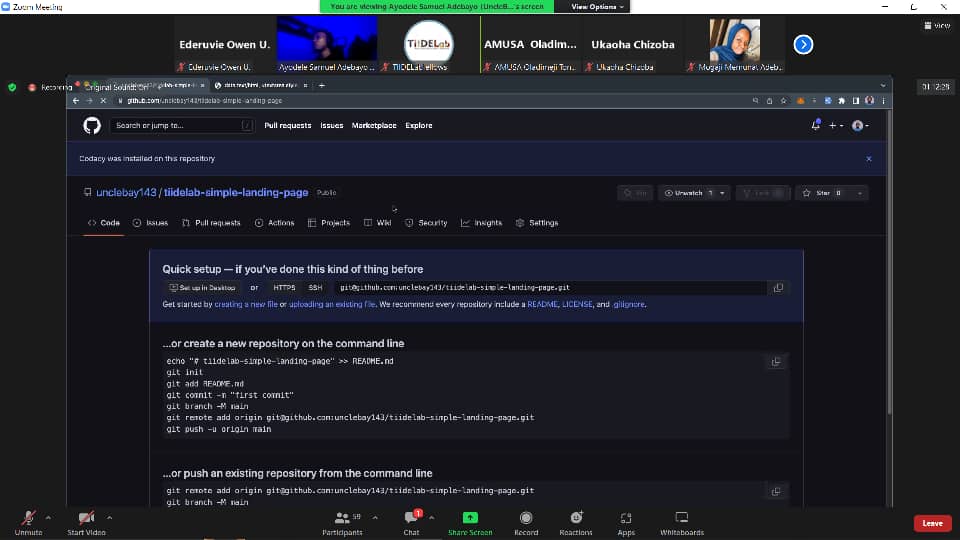 Zoom Meeting
You are viewing Ayodele Samuel Adebayo (UncleB...'s screen
View Options
Ederuvie Owen U.
TIIDELab
AMUSA Oladim...
Ukaoha Chizoba
View
Ederuvie Owen U.
Ayodele Samuel Adebayo ...
TIIDELab Fellows
AMUSA Oladimeji Ton...
Ukaoha Chizoba
Mugaji Memunat Adeb...
Recording
Original Sound: On
01:12:28
github.com/unclebay143/tiidelab-simple-landing-page
Search or jump to...
/
Pull requests
Issues
Marketplace
Explore
Codacy was installed on this repository
unclebay143 / tiidelab-simple-landing-page
Public
Pin
Unwatch
1
Fork
Star
0
Code
Issues
Pull requests
Actions
Projects
Wiki
Security
Insights
Settings
Quick setup — if you've done this kind of thing before
Set up in Desktop
or
HTTPS
SSH
git@github.com:unclebay143/tiidelab-simple-landing-page.git
Get started by creating a new file or uploading an existing file. We recommend every repository include a README, LICENSE, and .gitignore.
...or create a new repository on the command line
echo "# tiidelab-simple-landing-page" >> README.md
git init
git add README.md
git commit -m "first commit"
git branch -M main
git remote add origin git@github.com:unclebay143/tiidelab-simple-landing-page.git
git push -u origin main
...or push an existing repository from the command line
git remote add origin git@github.com:unclebay143/tiidelab-simple-landing-page.git
git branch -M main
59
1
Unmute
Start Video
Participants
Chat
Share Screen
Record
Reactions
Apps
Whiteboards
Leave